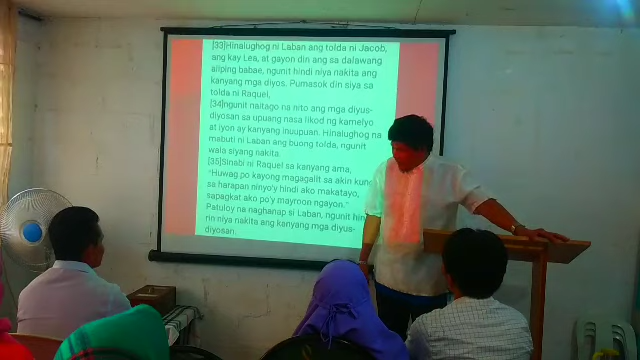 [33]Hinalughog ni Laban ang tolda ni Jacob,
ang kay Lea, at gayon din ang sa dalawang
aliping babae, ngunit hindi niya nakita ang
kanyang mga diyos. Pumasok din siya sa
tolda ni Raquel,
[34]ngunit naitago na nito ang mga diyus-
diyosan sa upuang nasa likod ng kamelyo
at iyon ay kanyang inuupuan. Hinalughog na
mabuti ni Laban ang buong tolda, ngunit
wala siyang nakita.
[35]Sinabi ni Raquel sa kanyang ama,
"Huwag po kayong magagalit sa akin kung
sa harapan ninyo'y hindi ako makatayo,
sapagkat ako po'y mayroon ngayon."
Patuloy na naghanap si Laban, ngunit hin
rin niya nakita ang kanyang mga diyus-
diyosan.